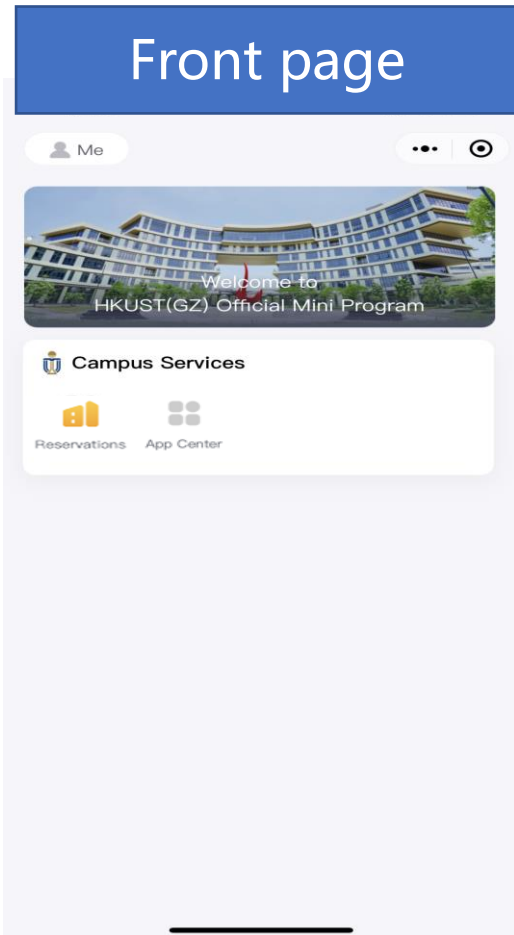 Front page
Me
Welcome to
HKUST(GZ) Official Mini Program
Campus Services
Reservations App Center